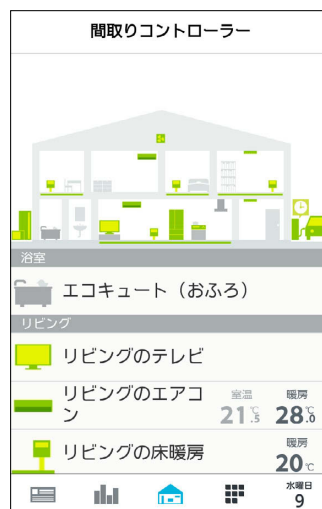 間取りコントローラー
浴室
エコキュート（おふろ）
リビング
リビングのテレビ
リビングのエアコ
ン
室温
21.5℃
暖房
28.0℃
リビングの床暖房
暖房
20℃
水曜日
9